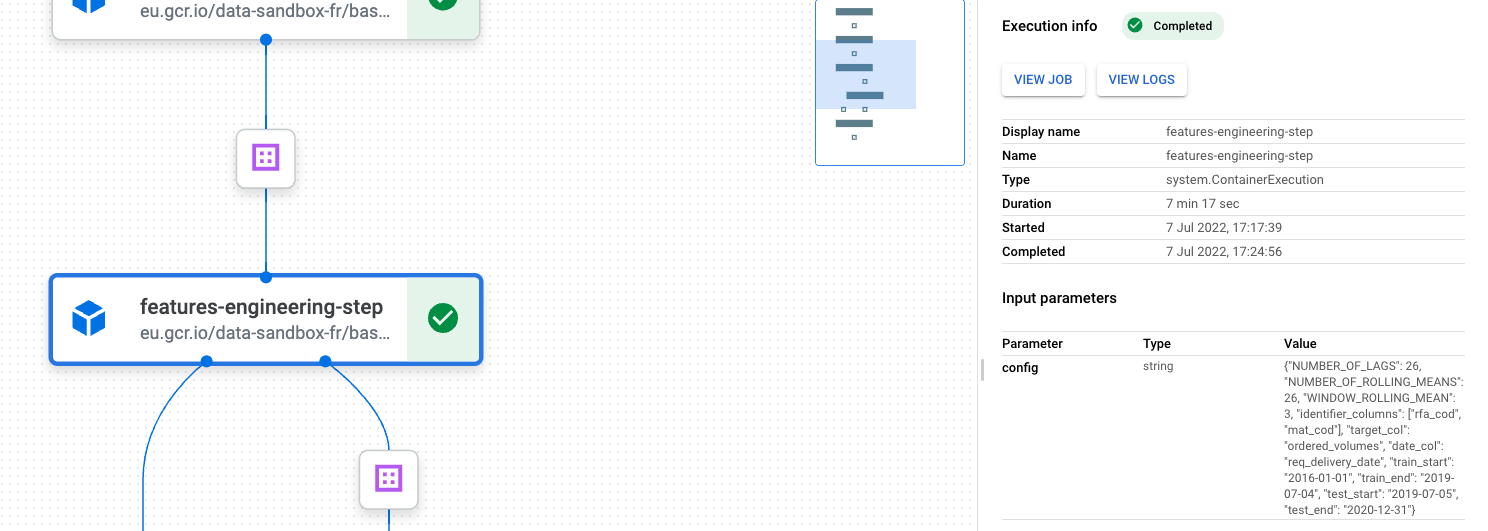 eu.gcr.io/data-sandbox-fr/bas...
features-engineering-step
eu.gcr.io/data-sandbox-fr/bas...
Execution info
Completed
VIEW JOB VIEW LOGS
Display name features-engineering-step
Name features-engineering-step
Type system.ContainerExecution
Duration 7 min 17 sec
Started 7 Jul 2022, 17:17:39
Completed 7 Jul 2022, 17:24:56
Input parameters
Parameter Type Value
config string {"NUMBER_OF_LAGS": 26,
"NUMBER_OF_ROLLING_MEANS":
26, "WINDOW_ROLLING_MEAN":
3, "identifier_columns": ["rfa_cod",
"mat_cod"], "target_col":
"ordered_volumes", "date_col":
"req_delivery_date", "train_start":
"2016-01-01", "train_end": "2019-
07-04", "test_start": "2019-07-05",
"test_end": "2020-12-31"}